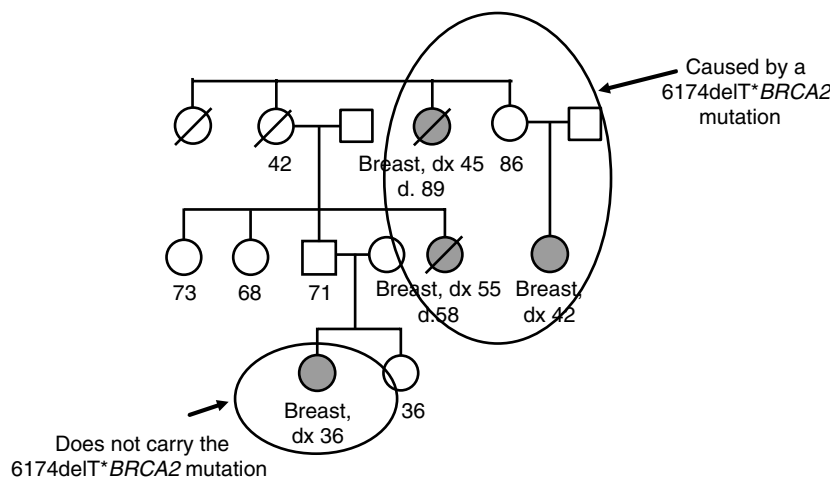 Caused by a
6174delT*BRCA2
mutation
42
Breast, dx 45
d. 89
86
73
68
71
Breast, dx 55
d.58
Breast,
dx 42
Breast,
dx 36
36
Does not carry the
6174delT*BRCA2 mutation